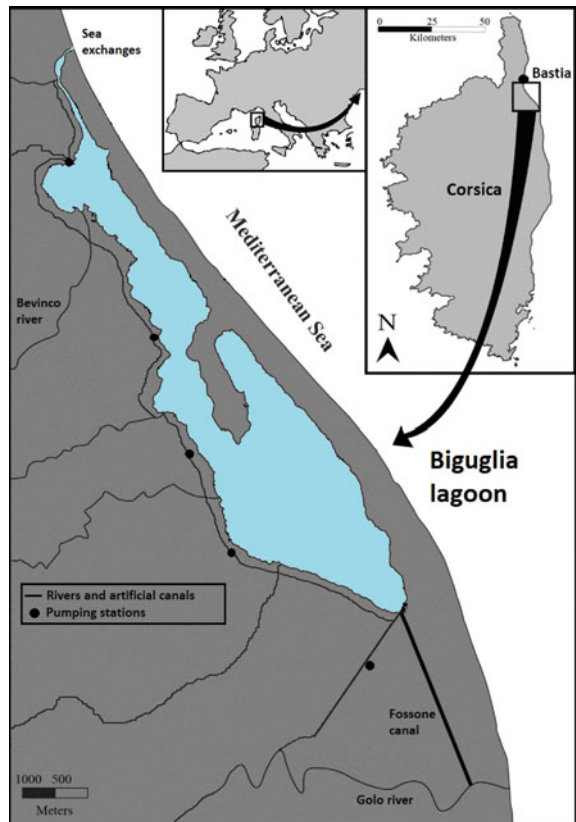 Sea
exchanges
0 25 50
Kilometers
Bastia
Corsica
N
Mediterranean Sea
Bevinco
river
Biguglia
lagoon
Rivers and artificial canals
Pumping stations
Fossone
canal
1000 500
Meters
Golo river